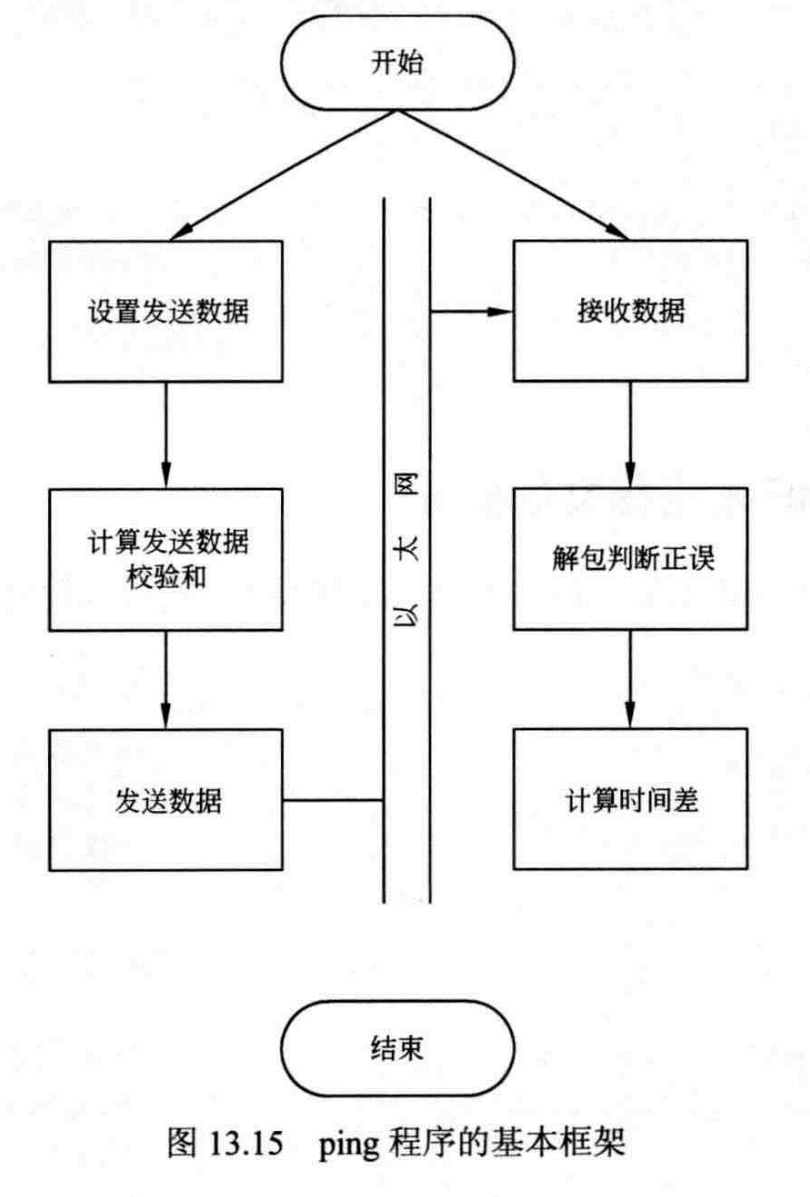 开始
设置发送数据
接收数据
以太网
计算发送数据
校验和
解包判断正误
发送数据
计算时间差
结束
图 13.15 ping 程序的基本框架